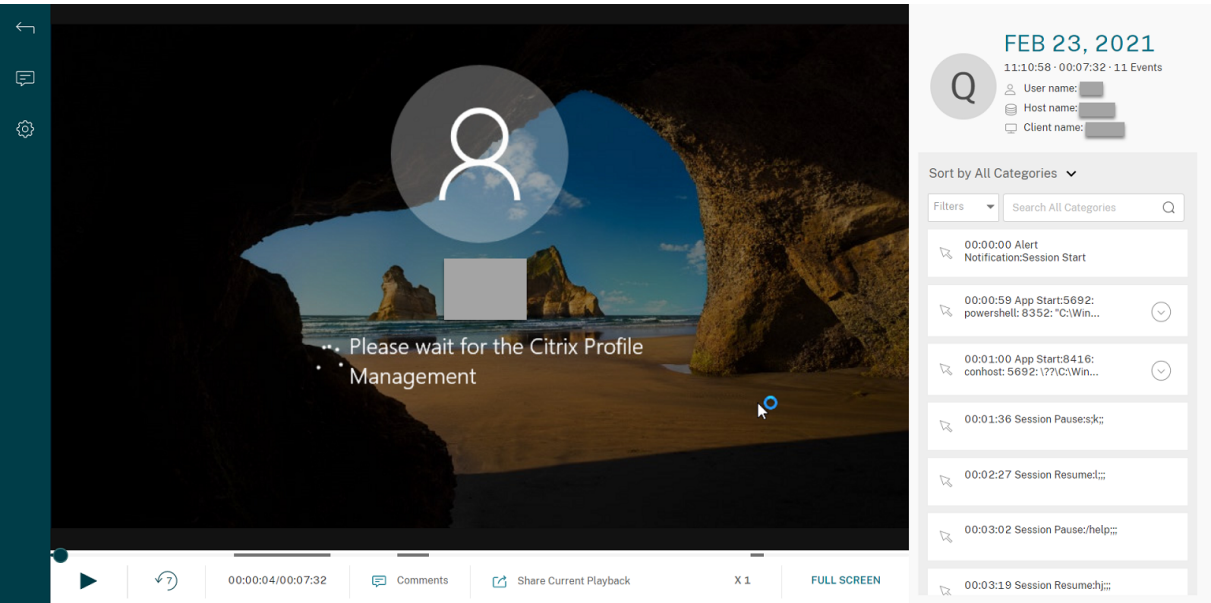 Please wait for the Citrix Profile
Management
7
00:00:04/00:07:32
Comments
Share Current Playback
X 1
FULL SCREEN
Q
FEB 23, 2021
11:10:58 · 00:07:32 · 11 Events
User name:
Host name:
Client name:
Sort by All Categories
Filters
Search All Categories
00:00:00 Alert
Notification:Session Start
00:00:59 App Start:5692:
powershell: 8352: "C:\Win...
00:01:00 App Start:8416:
conhost: 5692: \??\C:\Win...
00:01:36 Session Pause:s;k;;
00:02:27 Session Resume:l;;;
00:03:02 Session Pause:/help;;;
00:03:19 Session Resume:hj;;;